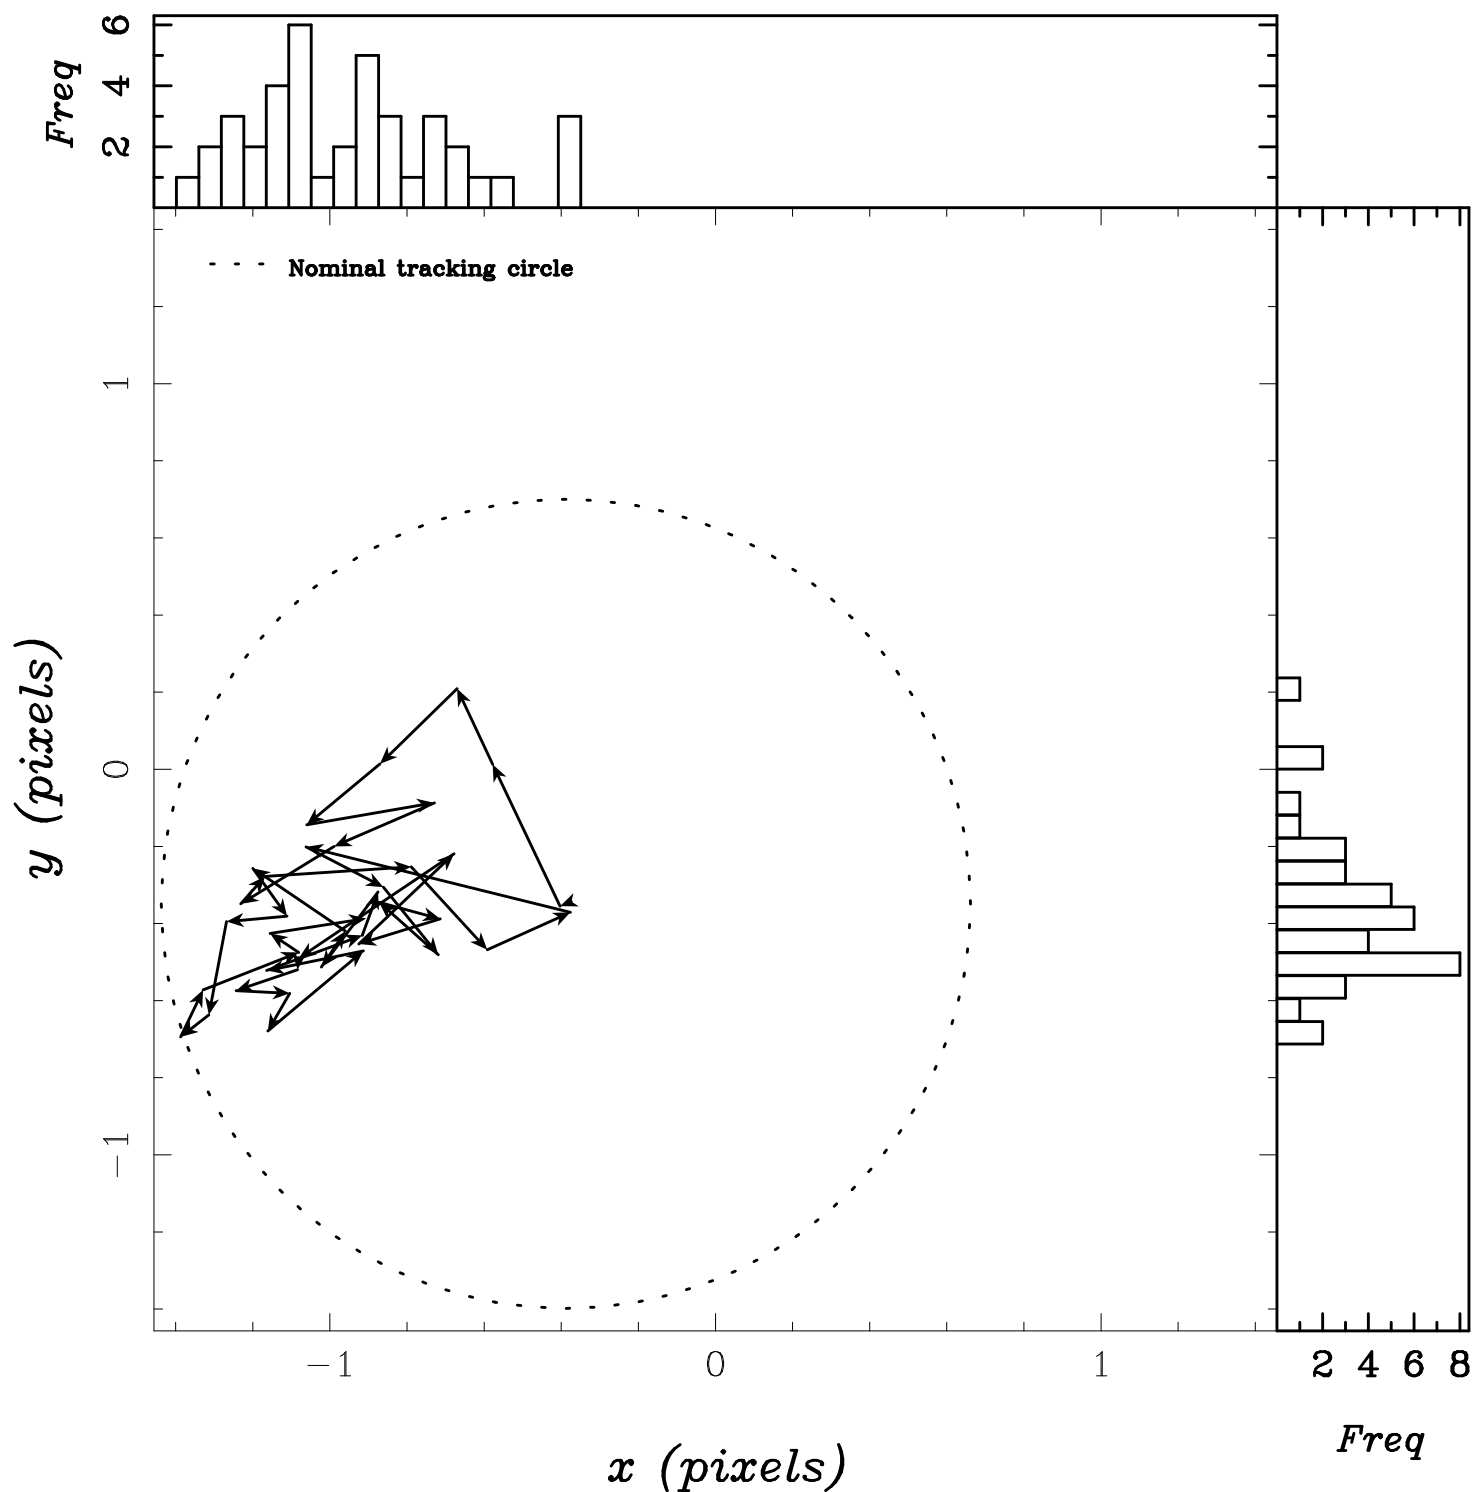 Freq
6
4
2
Nominal tracking circle
1
0
−1
y (pixels)
−1 0 1
x (pixels)
2 4 6 8
Freq